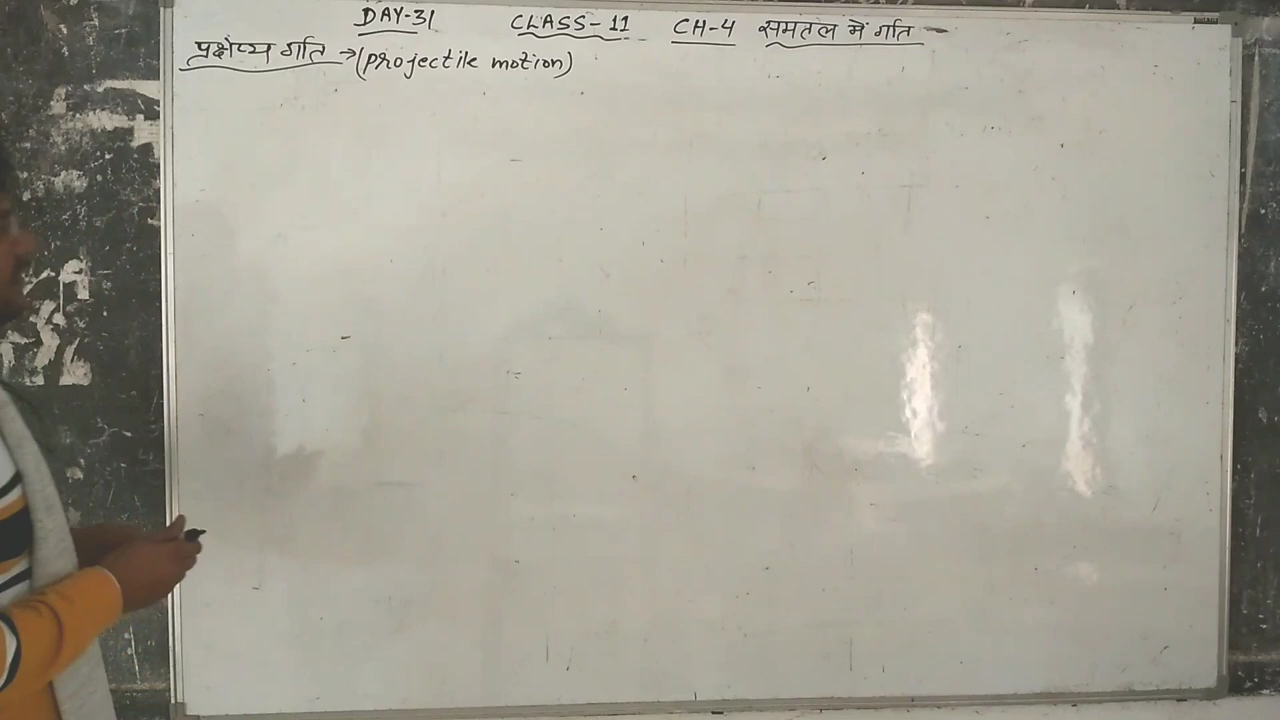 DAY-31 CLASS-11 CH-4 समतल में गति
प्रक्षेप्य गति → (projectile motion)